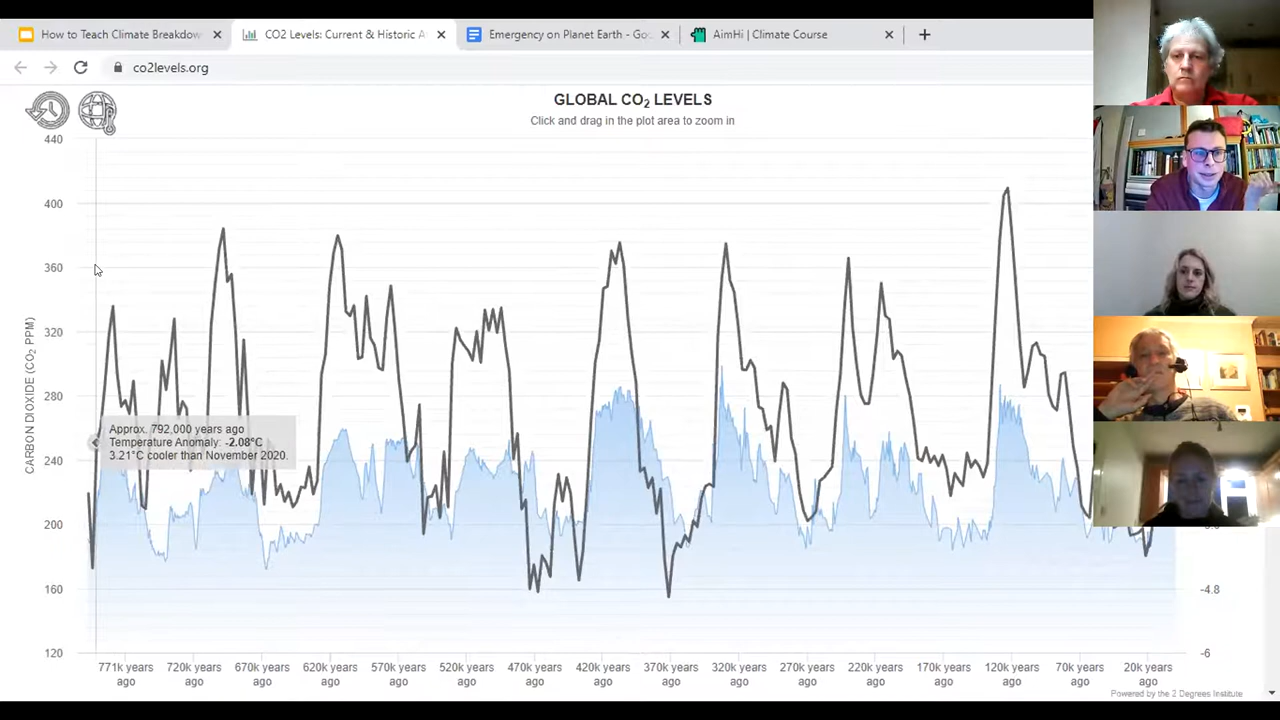 How to Teach Climate Breakdow
CO2 Levels: Current & Historic A
Emergency on Planet Earth - Goo
AimHi | Climate Course
co2levels.org
GLOBAL CO2 LEVELS
Click and drag in the plot area to zoom in
CARBON DIOXIDE (CO2 PPM)
440
400
360
320
280
240
200
160
120
Approx. 792,000 years ago
Temperature Anomaly: -2.08°C
3.21°C cooler than November 2020.
-4.8
-6
771k years ago
720k years ago
670k years ago
620k years ago
570k years ago
520k years ago
470k years ago
420k years ago
370k years ago
320k years ago
270k years ago
220k years ago
170k years ago
120k years ago
70k years ago
20k years ago
Powered by the 2 Degrees Institute